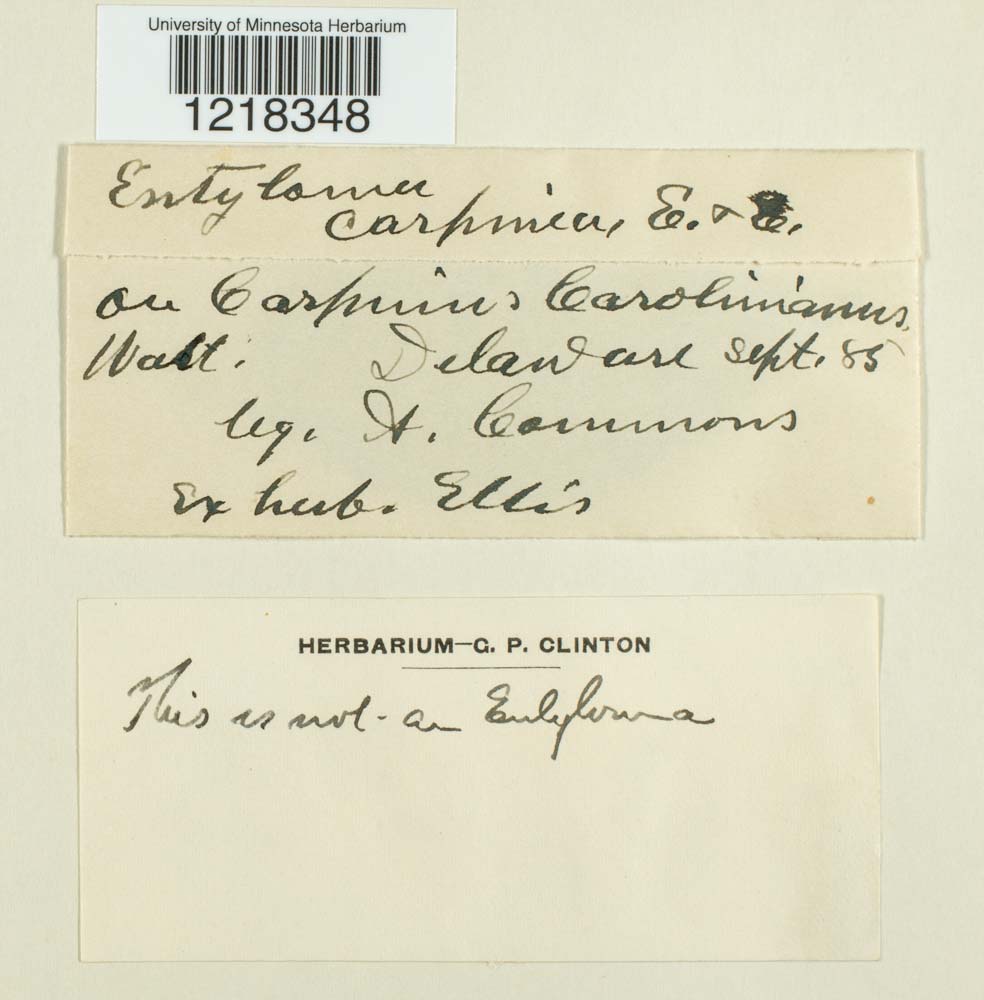 University of Minnesota Herbarium
1218348
Entyloma
carpinea, E. & E.
on Carpinus Carolinianus,
Walt. Delaware Sept. 85
leg. A. Commons
Ex herb. Ellis
HERBARIUM—G. P. CLINTON
This is not an Entyloma